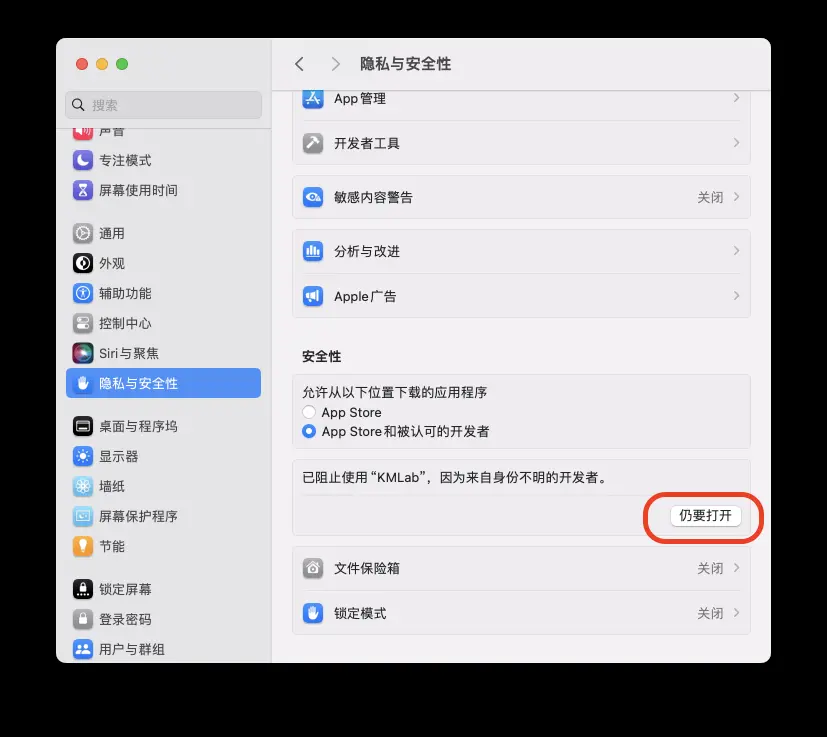 隐私与安全性
搜索
声音
专注模式
屏幕使用时间
通用
外观
辅助功能
控制中心
Siri与聚焦
隐私与安全性
桌面与程序坞
显示器
墙纸
屏幕保护程序
节能
锁定屏幕
登录密码
用户与群组
App管理
开发者工具
敏感内容警告 关闭
分析与改进
Apple广告
安全性
允许从以下位置下载的应用程序
App Store
App Store和被认可的开发者
已阻止使用“KMLab”，因为来自身份不明的开发者。
仍要打开
文件保险箱 关闭
锁定模式 关闭